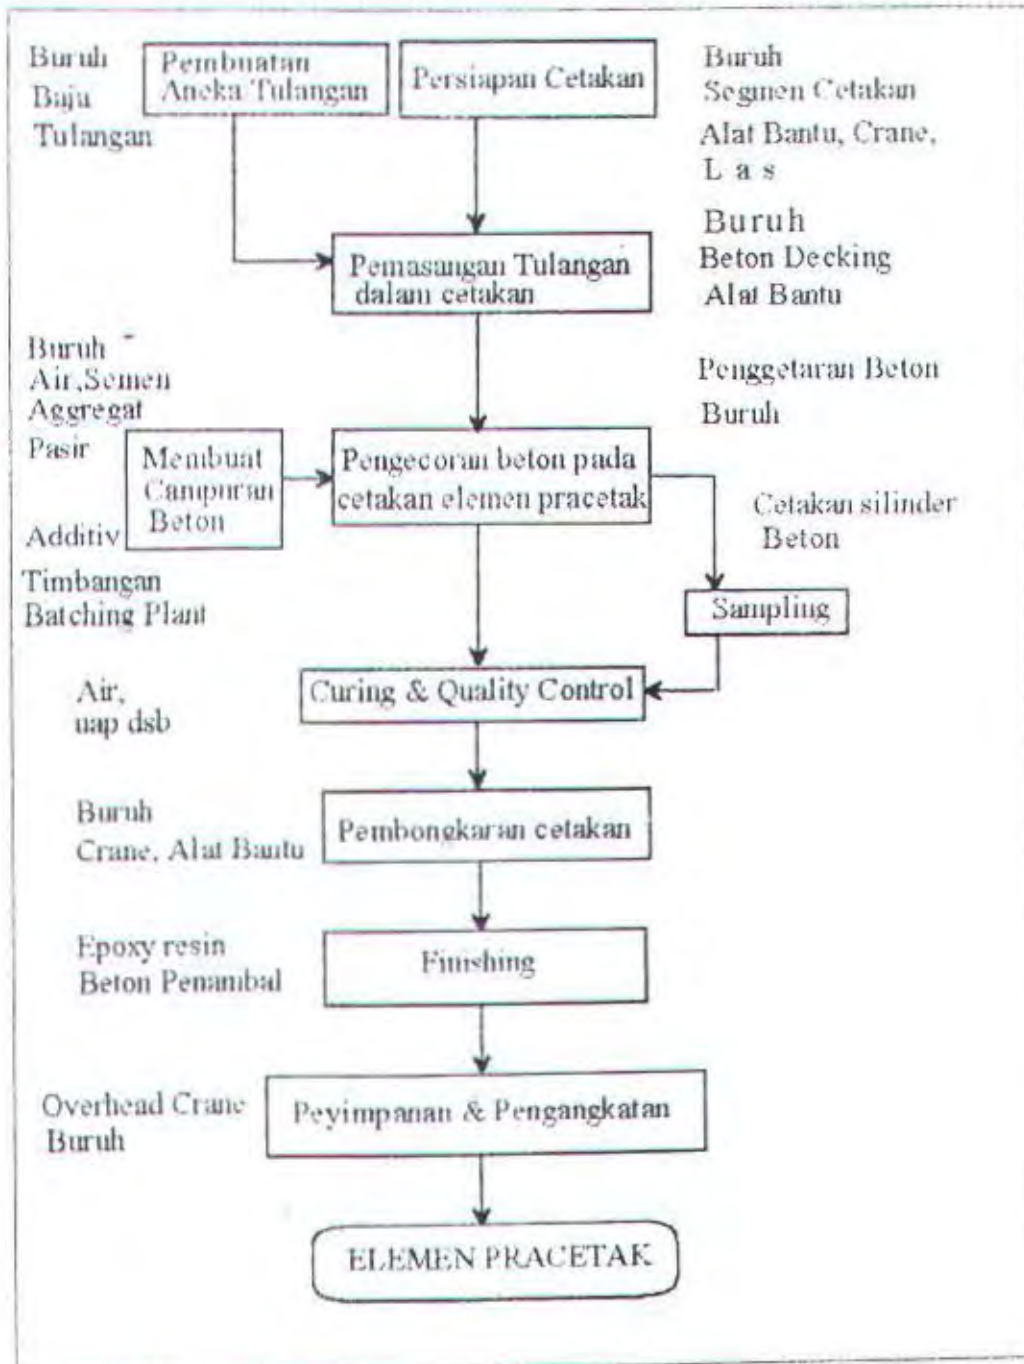 Buruh
Baju
Tulangan
Pembuatan
Aneka Tulangan
Persiapan Cetakan
Buruh
Segmen Cetakan
Alat Bantu, Crane,
L a s
Pemasangan Tulangan
dalam cetakan
Buruh
Beton Decking
Alat Bantu
Buruh
Air,Semen
Aggregat
Pasir
Additiv
Timbangan
Batching Plant
Membuat
Campuran
Beton
Pengecoran beton pada
cetakan elemen pracetak
Penggetaran Beton
Buruh
Cetakan silinder
Beton
Sampling
Air,
uap dsb
Curing & Quality Control
Buruh
Crane, Alat Bantu
Pembongkaran cetakan
Epoxy resin
Beton Penambal
Finishing
Overhead Crane
Buruh
Peyimpanan & Pengangkatan
ELEMEN PRACETAK